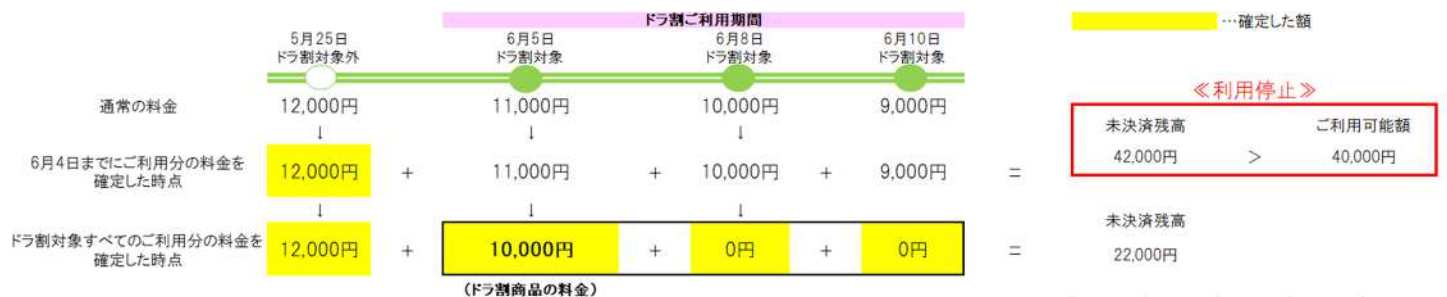 ドラ割ご利用期間
…確定した額
5月25日
ドラ割対象外
6月5日
ドラ割対象
6月8日
ドラ割対象
6月10日
ドラ割対象
通常の料金
12,000円
11,000円
10,000円
9,000円
↓ ↓ ↓
≪利用停止≫
未決済残高
ご利用可能額
42,000円 > 40,000円
6月4日までにご利用分の料金を
確定した時点
12,000円 + 11,000円 + 10,000円 + 9,000円 =
↓ ↓ ↓
ドラ割対象すべてのご利用分の料金を
確定した時点
12,000円 + 10,000円 + 0円 + 0円 =
未決済残高
22,000円
(ドラ割商品の料金)